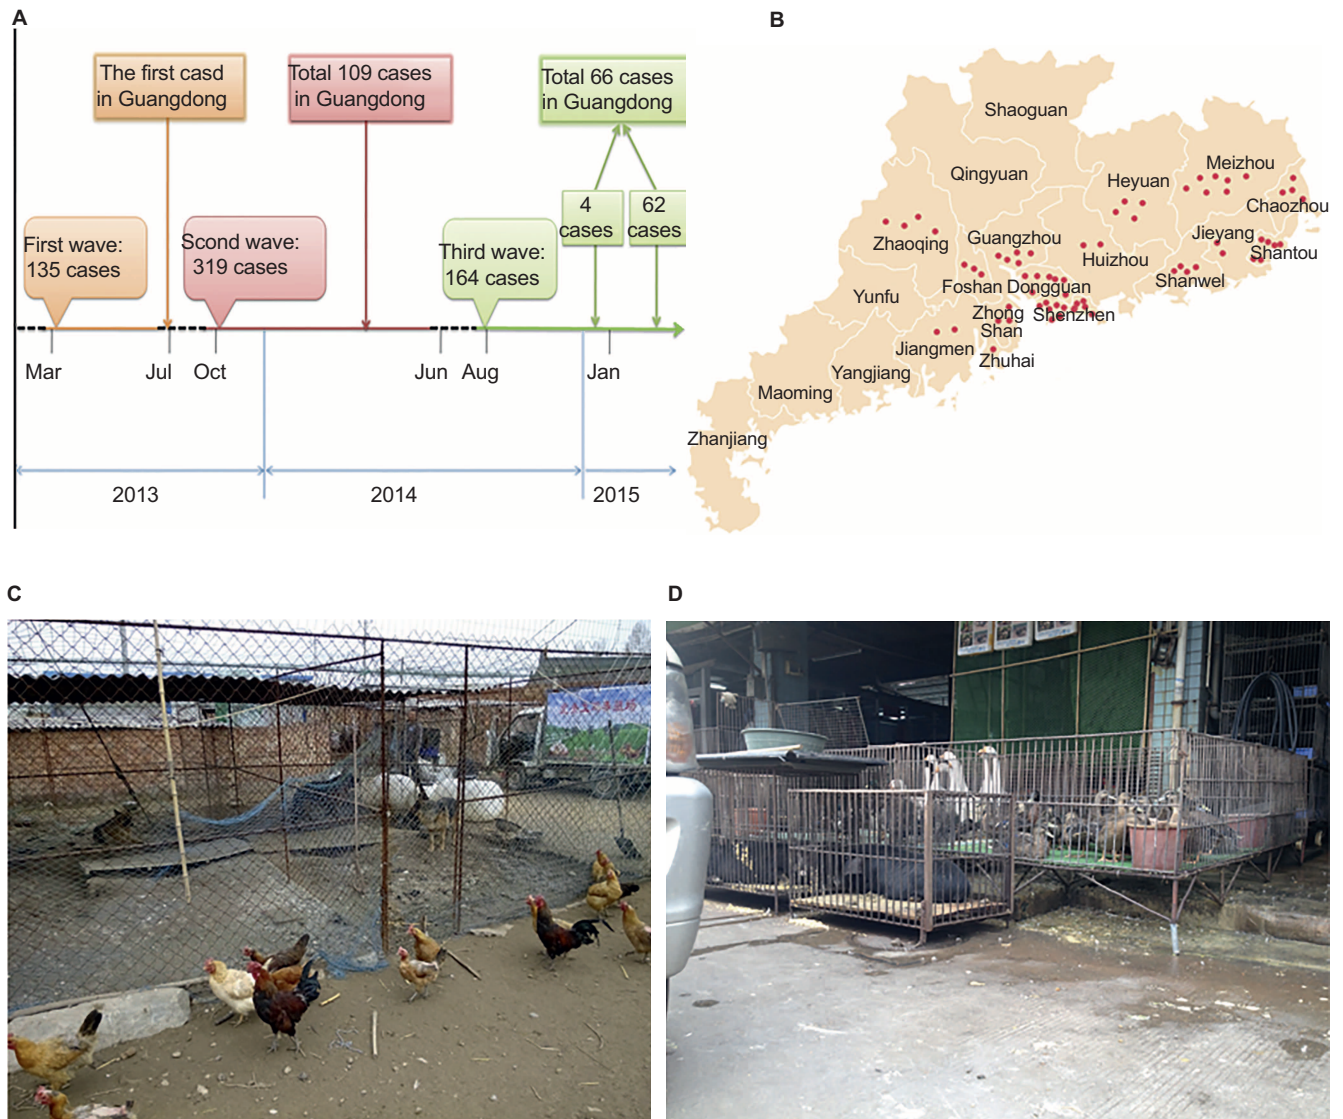 A
B
The first casd
in Guangdong
Total 109 cases
in Guangdong
Total 66 cases
in Guangdong
4
cases
62
cases
First wave:
135 cases
Scond wave:
319 cases
Third wave:
164 cases
Mar
Jul
Oct
Jun
Aug
Jan
2013
2014
2015
Shaoguan
Qingyuan
Heyuan
Meizhou
Chaozhou
Jieyang
Shantou
Zhaoqing
Guangzhou
Huizhou
Shanwel
Foshan
Dongguan
Yunfu
Zhong
Shan
Shenzhen
Jiangmen
Zhuhai
Yangjiang
Maoming
Zhanjiang
C
D